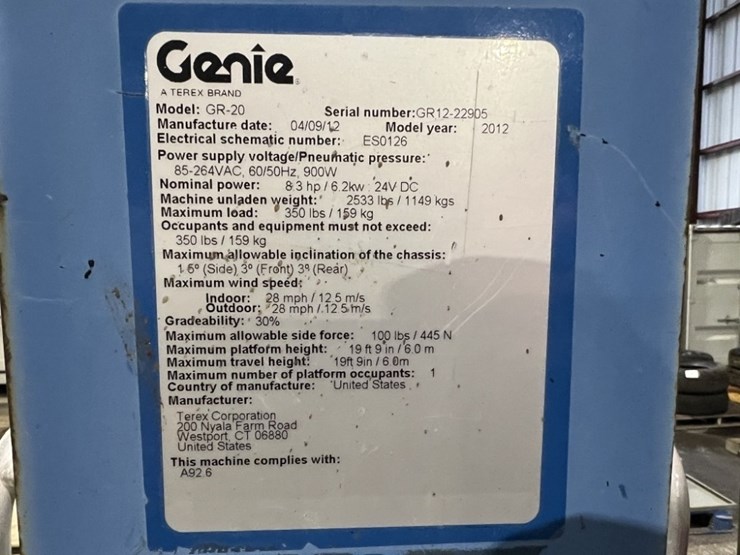 Genie
A TEREX BRAND
Model: GR-20 Serial number:GR12-22905
Manufacture date: 04/09/12 Model year: 2012
Electrical schematic number: ES0126
Power supply voltage/Pneumatic pressure:
85-264VAC, 60/50Hz, 900W
Nominal power: 8.3 hp / 6.2kw 24V DC
Machine unladen weight: 2533 lbs / 1149 kgs
Maximum load: 350 lbs / 159 kg
Occupants and equipment must not exceed:
350 lbs / 159 kg
Maximum allowable inclination of the chassis:
1.5º (Side) 3º (Front) 3º (Rear)
Maximum wind speed:
Indoor: 28 mph / 12.5 m/s
Outdoor: 28 mph / 12.5 m/s
Gradeability: 30%
Maximum allowable side force: 100 lbs / 445 N
Maximum platform height: 19 ft 9 in / 6.0 m
Maximum travel height: 19ft 9in / 6.0m
Maximum number of platform occupants: 1
Country of manufacture: United States
Manufacturer:
Terex Corporation
200 Nyala Farm Road
Westport, CT 06880
United States
This machine complies with:
A92.6